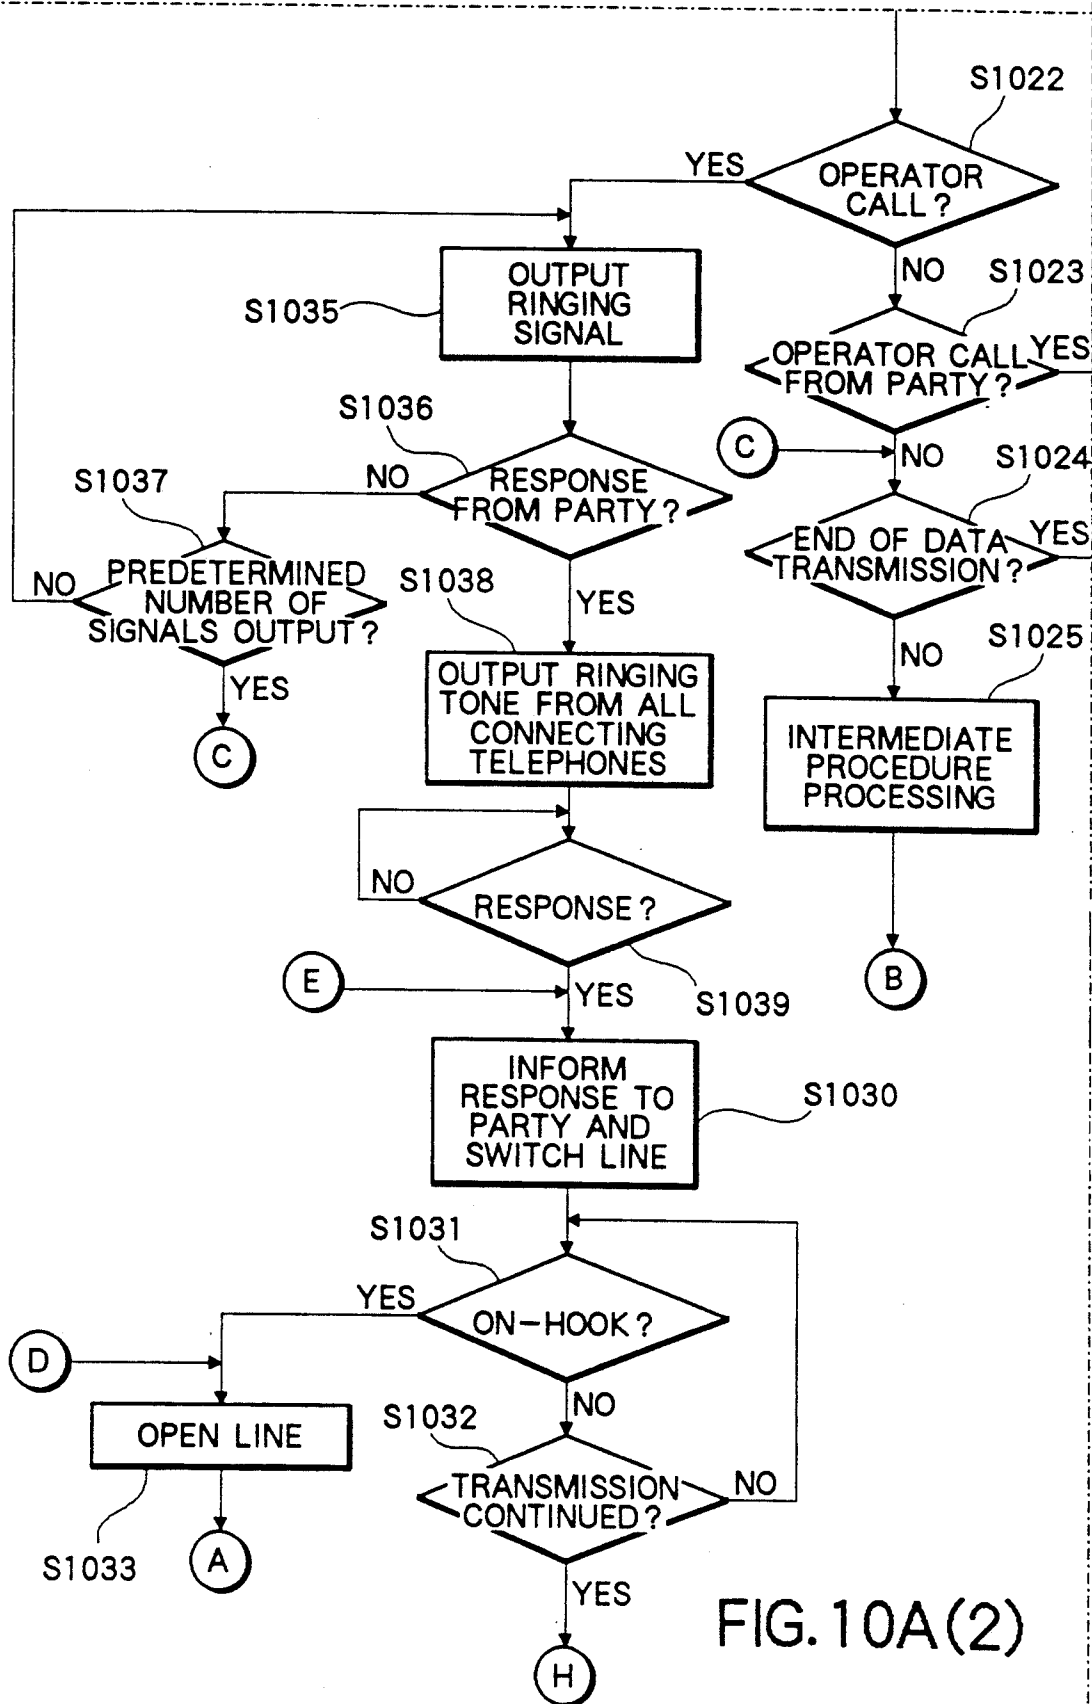 S1022
YES
OPERATOR
CALL?
NO
S1023
S1035
OUTPUT
RINGING
SIGNAL
OPERATOR CALL
FROM PARTY?
YES
S1036
C
NO
S1024
S1037
NO
RESPONSE
FROM PARTY?
END OF DATA
TRANSMISSION?
YES
NO
PREDETERMINED
NUMBER OF
SIGNALS OUTPUT?
S1038
YES
NO
S1025
YES
C
OUTPUT RINGING
TONE FROM ALL
CONNECTING
TELEPHONES
INTERMEDIATE
PROCEDURE
PROCESSING
NO
RESPONSE?
E
YES
S1039
B
INFORM
RESPONSE TO
PARTY AND
SWITCH LINE
S1030
S1031
YES
ON-HOOK?
D
NO
OPEN LINE
S1032
TRANSMISSION
CONTINUED?
NO
S1033
A
YES
H
FIG. 10A(2)